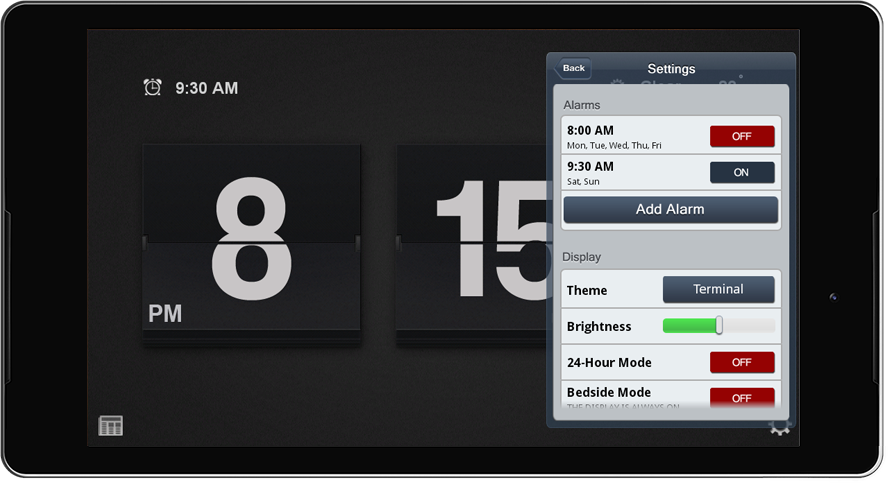 9:30 AM
8
15
PM
Back
Settings
Alarms
8:00 AM
OFF
Mon, Tue, Wed, Thu, Fri
9:30 AM
ON
Sat, Sun
Add Alarm
Display
Theme
Terminal
Brightness
24-Hour Mode
OFF
Bedside Mode
OFF
THE DISPLAY IS ALWAYS ON